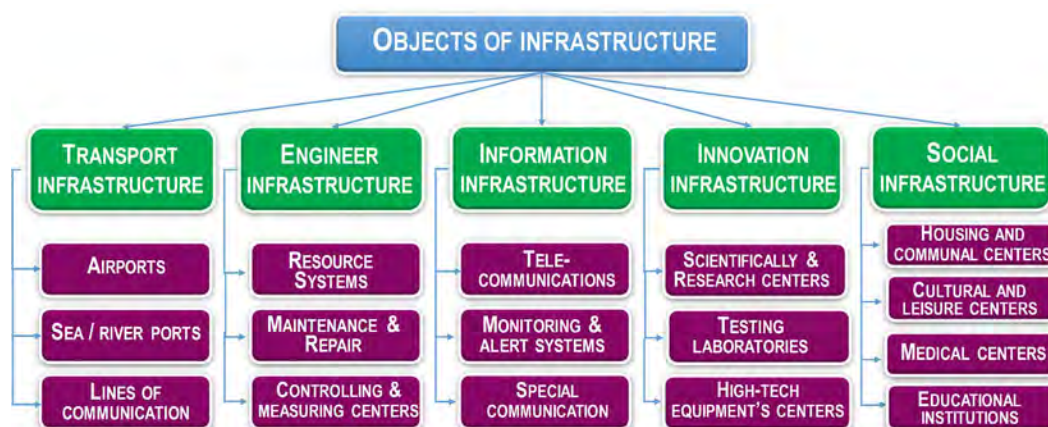 OBJECTS OF INFRASTRUCTURE
TRANSPORT
INFRASTRUCTURE
AIRPORTS
SEA / RIVER PORTS
LINES OF
COMMUNICATION
ENGINEER
INFRASTRUCTURE
RESOURCE
SYSTEMS
MAINTENANCE &
REPAIR
CONTROLLING &
MEASURING CENTERS
INFORMATION
INFRASTRUCTURE
TELE-
COMMUNICATIONS
MONITORING &
ALERT SYSTEMS
SPECIAL
COMMUNICATION
INNOVATION
INFRASTRUCTURE
SCIENTIFICALLY &
RESEARCH CENTERS
TESTING
LABORATORIES
HIGH-TECH
EQUIPMENT'S CENTERS
SOCIAL
INFRASTRUCTURE
HOUSING AND
COMMUNAL CENTERS
CULTURAL AND
LEISURE CENTERS
MEDICAL CENTERS
EDUCATIONAL
INSTITUTIONS